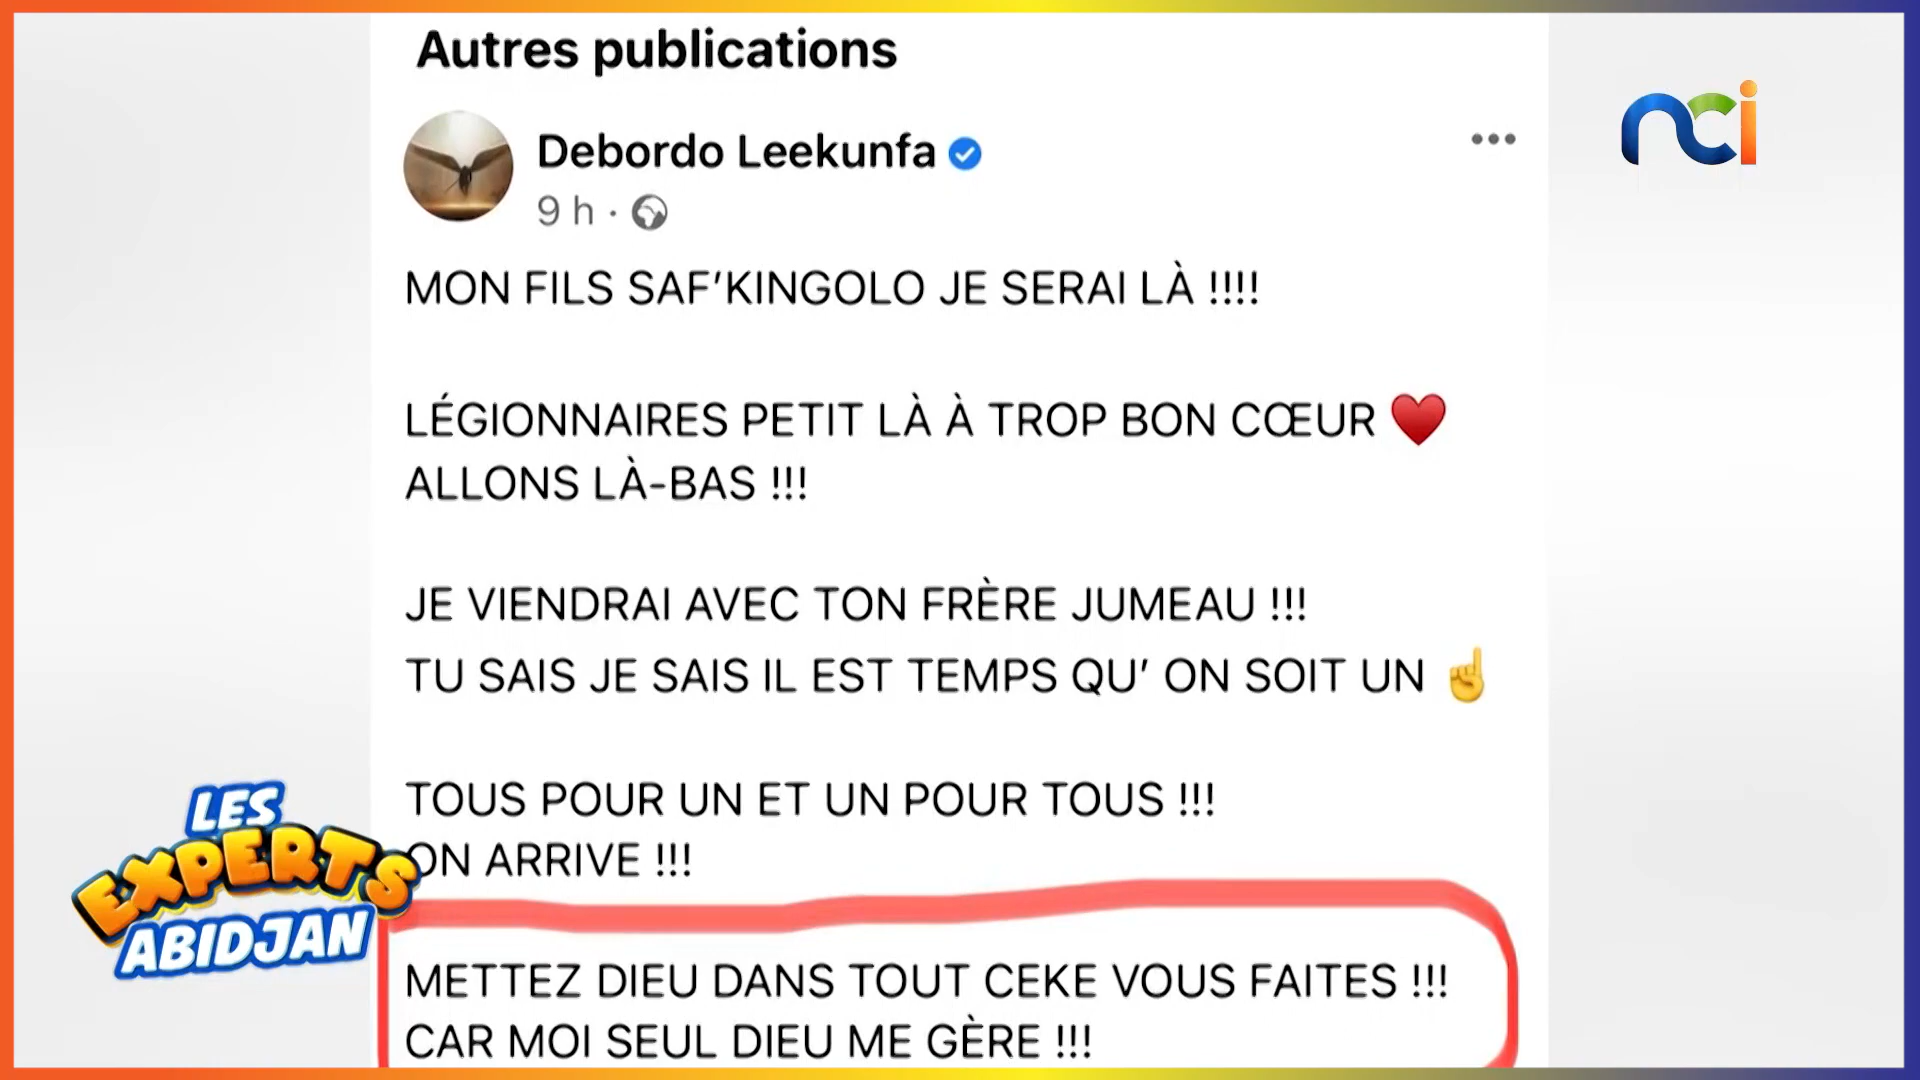 Autres publications
nci
Debordo Leekunfa
9 h ·
MON FILS SAF'KINGOLO JE SERAI LÀ !!!!
LÉGIONNAIRES PETIT LÀ À TROP BON CŒUR ♥️
ALLONS LÀ-BAS !!!
JE VIENDRAI AVEC TON FRÈRE JUMEAU !!!
TU SAIS JE SAIS IL EST TEMPS QU' ON SOIT UN ☝️
TOUS POUR UN ET UN POUR TOUS !!!
ON ARRIVE !!!
LES
EXPERTS
ABIDJAN
METTEZ DIEU DANS TOUT CEKE VOUS FAITES !!!
CAR MOI SEUL DIEU ME GÈRE !!!